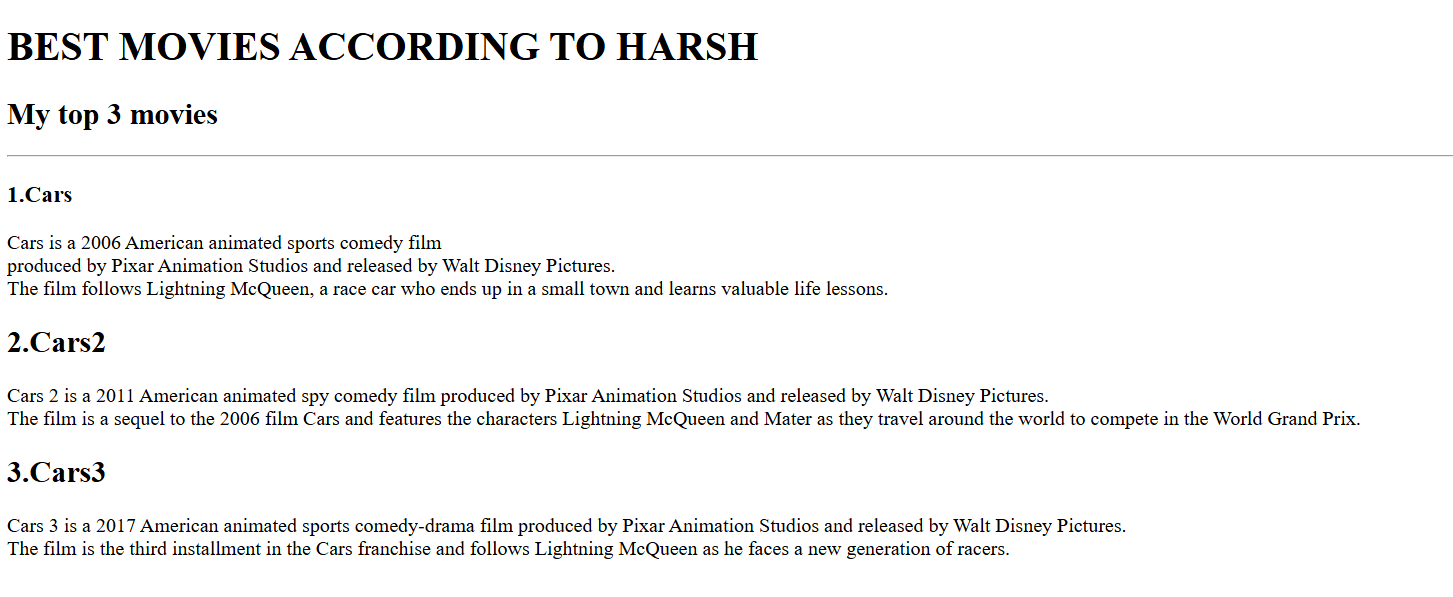 BEST MOVIES ACCORDING TO HARSH
My top 3 movies
1.Cars
Cars is a 2006 American animated sports comedy film
produced by Pixar Animation Studios and released by Walt Disney Pictures.
The film follows Lightning McQueen, a race car who ends up in a small town and learns valuable life lessons.
2.Cars2
Cars 2 is a 2011 American animated spy comedy film produced by Pixar Animation Studios and released by Walt Disney Pictures.
The film is a sequel to the 2006 film Cars and features the characters Lightning McQueen and Mater as they travel around the world to compete in the World Grand Prix.
3.Cars3
Cars 3 is a 2017 American animated sports comedy-drama film produced by Pixar Animation Studios and released by Walt Disney Pictures.
The film is the third installment in the Cars franchise and follows Lightning McQueen as he faces a new generation of racers.